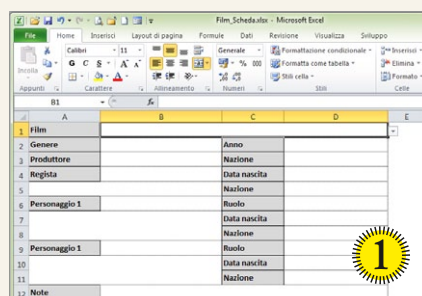 Film_Scheda.xlsx - Microsoft Excel
File Home Inserisci Layout di pagina Formule Dati Revisione Visualizza Sviluppo
Calibri 11 Generale Formattazione condizionale Inserisci
Incolla G C S A A % 000 Formatta come tabella Elimina
A Stili cella Formato
Appunti Carattere Allineamento Numeri Stili Celle
B1 fx
A B C D E
1 Film
2 Genere Anno
3 Produttore Nazione
4 Regista Data nascita
5 Nazione
6 Personaggio 1 Ruolo
7 Data nascita
8 Nazione
9 Personaggio 1 Ruolo
10 Data nascita
11 Nazione
12 Note
1